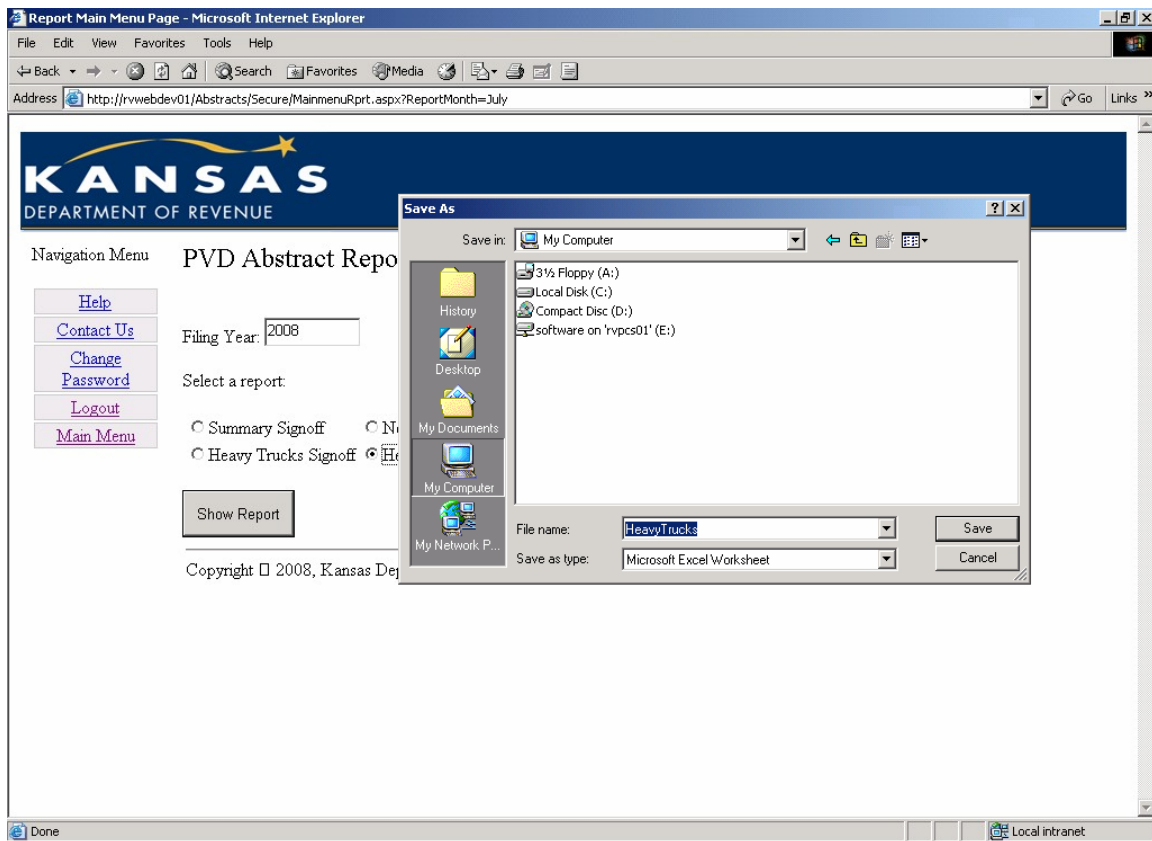 Report Main Menu Page - Microsoft Internet Explorer
File Edit View Favorites Tools Help
Back Search Favorites Media
Address http://rvwebdev01/Abstracts/Secure/MainmenuRprt.aspx?ReportMonth=July Go Links »
KANSAS
DEPARTMENT OF REVENUE
Navigation Menu
Help
Contact Us
Change
Password
Logout
Main Menu
PVD Abstract Repo
Filing Year: 2008
Select a report:
Summary Signoff
Heavy Trucks Signoff He
Show Report
Copyright □ 2008, Kansas Dep
Save As
Save in: My Computer
History
Desktop
My Documents
My Computer
My Network P...
3½ Floppy (A:)
Local Disk (C:)
Compact Disc (D:)
software on 'rvpcs01' (E:)
File name: HeavyTrucks Save
Save as type: Microsoft Excel Worksheet Cancel
Done Local intranet